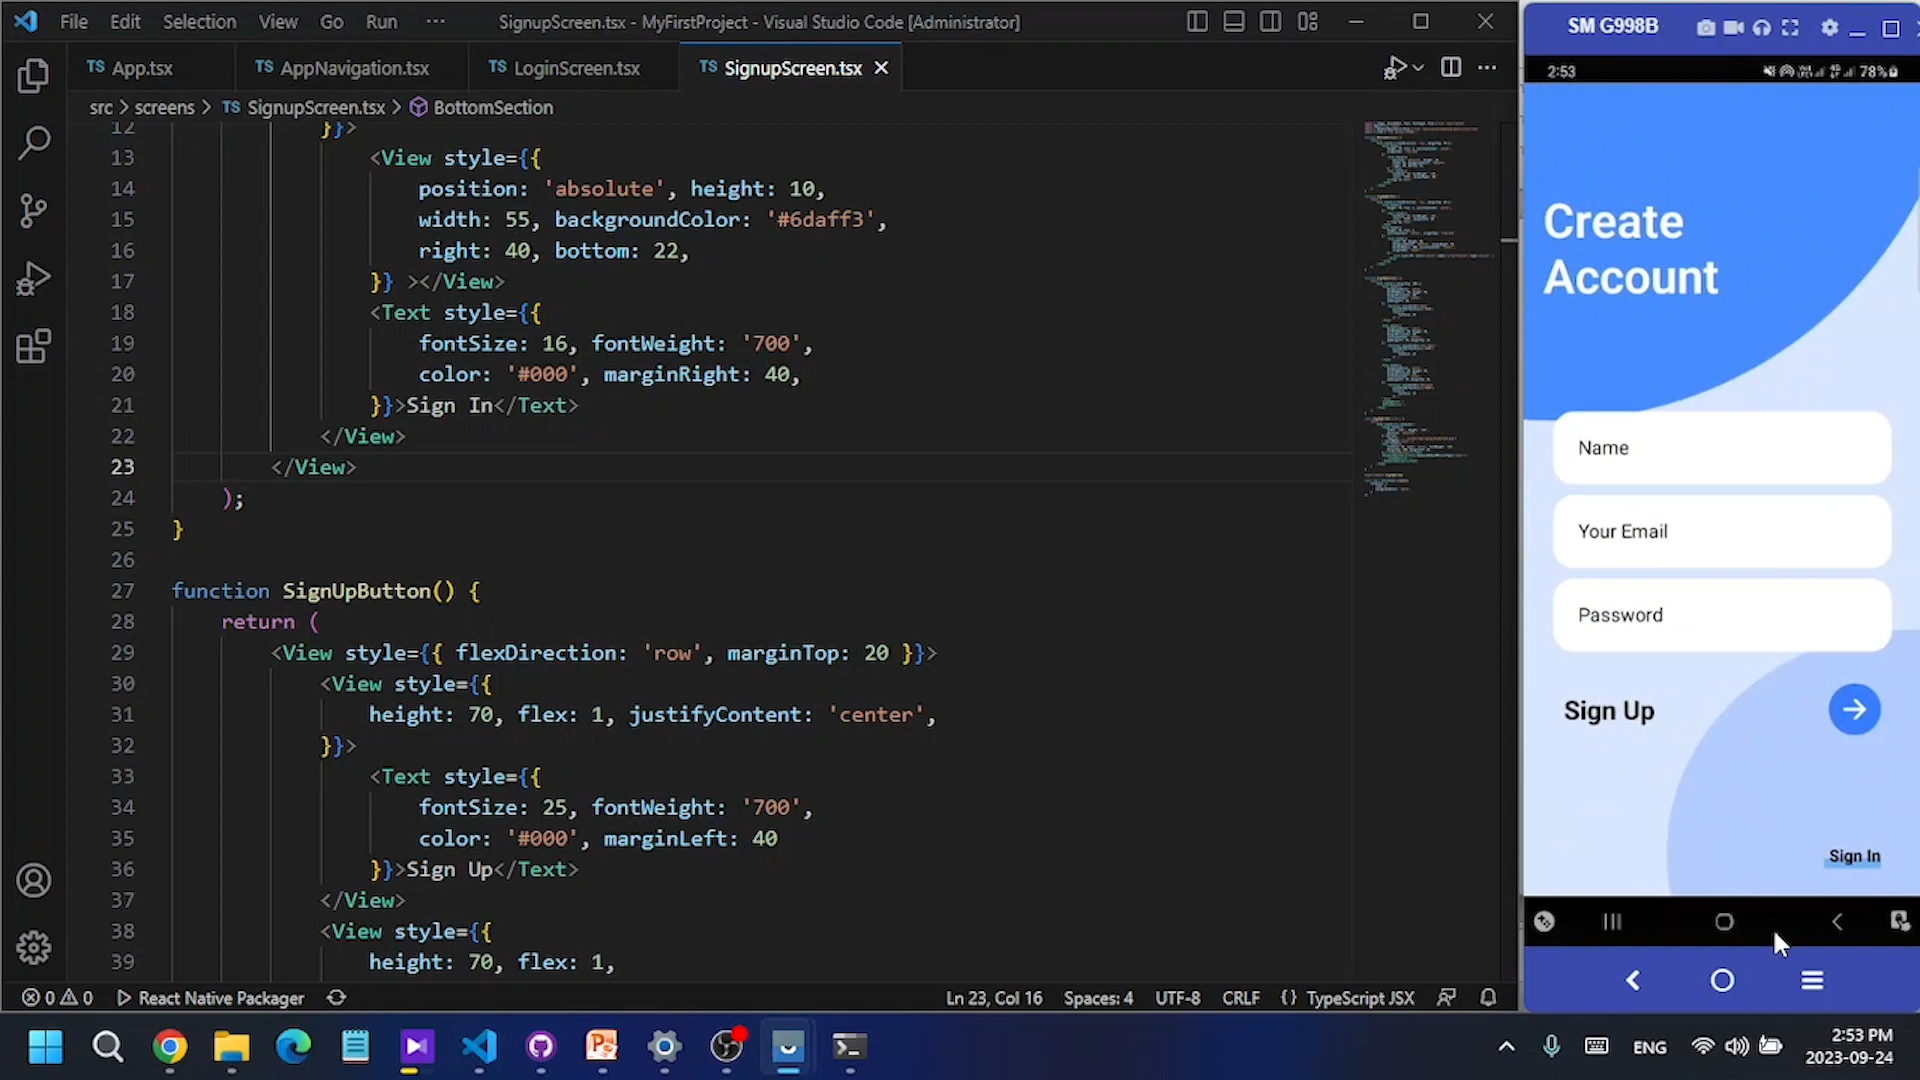 File Edit Selection View Go Run ··· SignupScreen.tsx - MyFirstProject - Visual Studio Code [Administrator]
TS App.tsx TS AppNavigation.tsx TS LoginScreen.tsx TS SignupScreen.tsx
src > screens > TS SignupScreen.tsx > BottomSection
12 }}>
13 <View style={{
14 position: 'absolute', height: 10,
15 width: 55, backgroundColor: '#6daff3',
16 right: 40, bottom: 22,
17 }} ></View>
18 <Text style={{
19 fontSize: 16, fontWeight: '700',
20 color: '#000', marginRight: 40,
21 }}>Sign In</Text>
22 </View>
23 </View>
24 );
25 }
26
27 function SignUpButton() {
28 return (
29 <View style={{ flexDirection: 'row', marginTop: 20 }}>
30 <View style={{
31 height: 70, flex: 1, justifyContent: 'center',
32 }}>
33 <Text style={{
34 fontSize: 25, fontWeight: '700',
35 color: '#000', marginLeft: 40
36 }}>Sign Up</Text>
37 </View>
38 <View style={{
39 height: 70, flex: 1,
0 0 React Native Packager Ln 23, Col 16 Spaces: 4 UTF-8 CRLF {} TypeScript JSX
SM G998B
2:53 78%
Create
Account
Name
Your Email
Password
Sign Up
Sign In
ENG 2:53 PM
2023-09-24